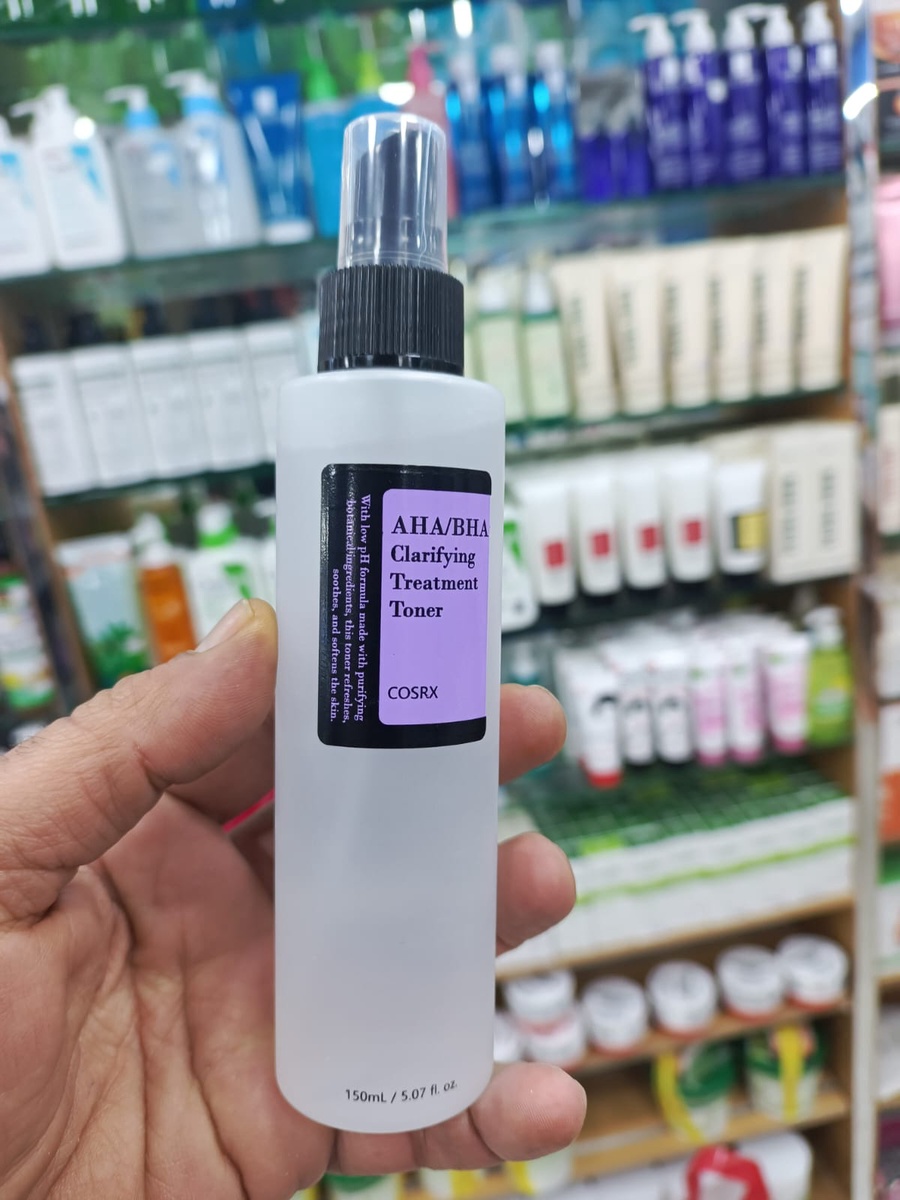 AHA/BHA
Clarifying
Treatment
Toner
COSRX
With low pH formula made with purifying
botanical ingredients, this toner refreshes,
soothes, and softens the skin.
150mL / 5.07 fl. oz.